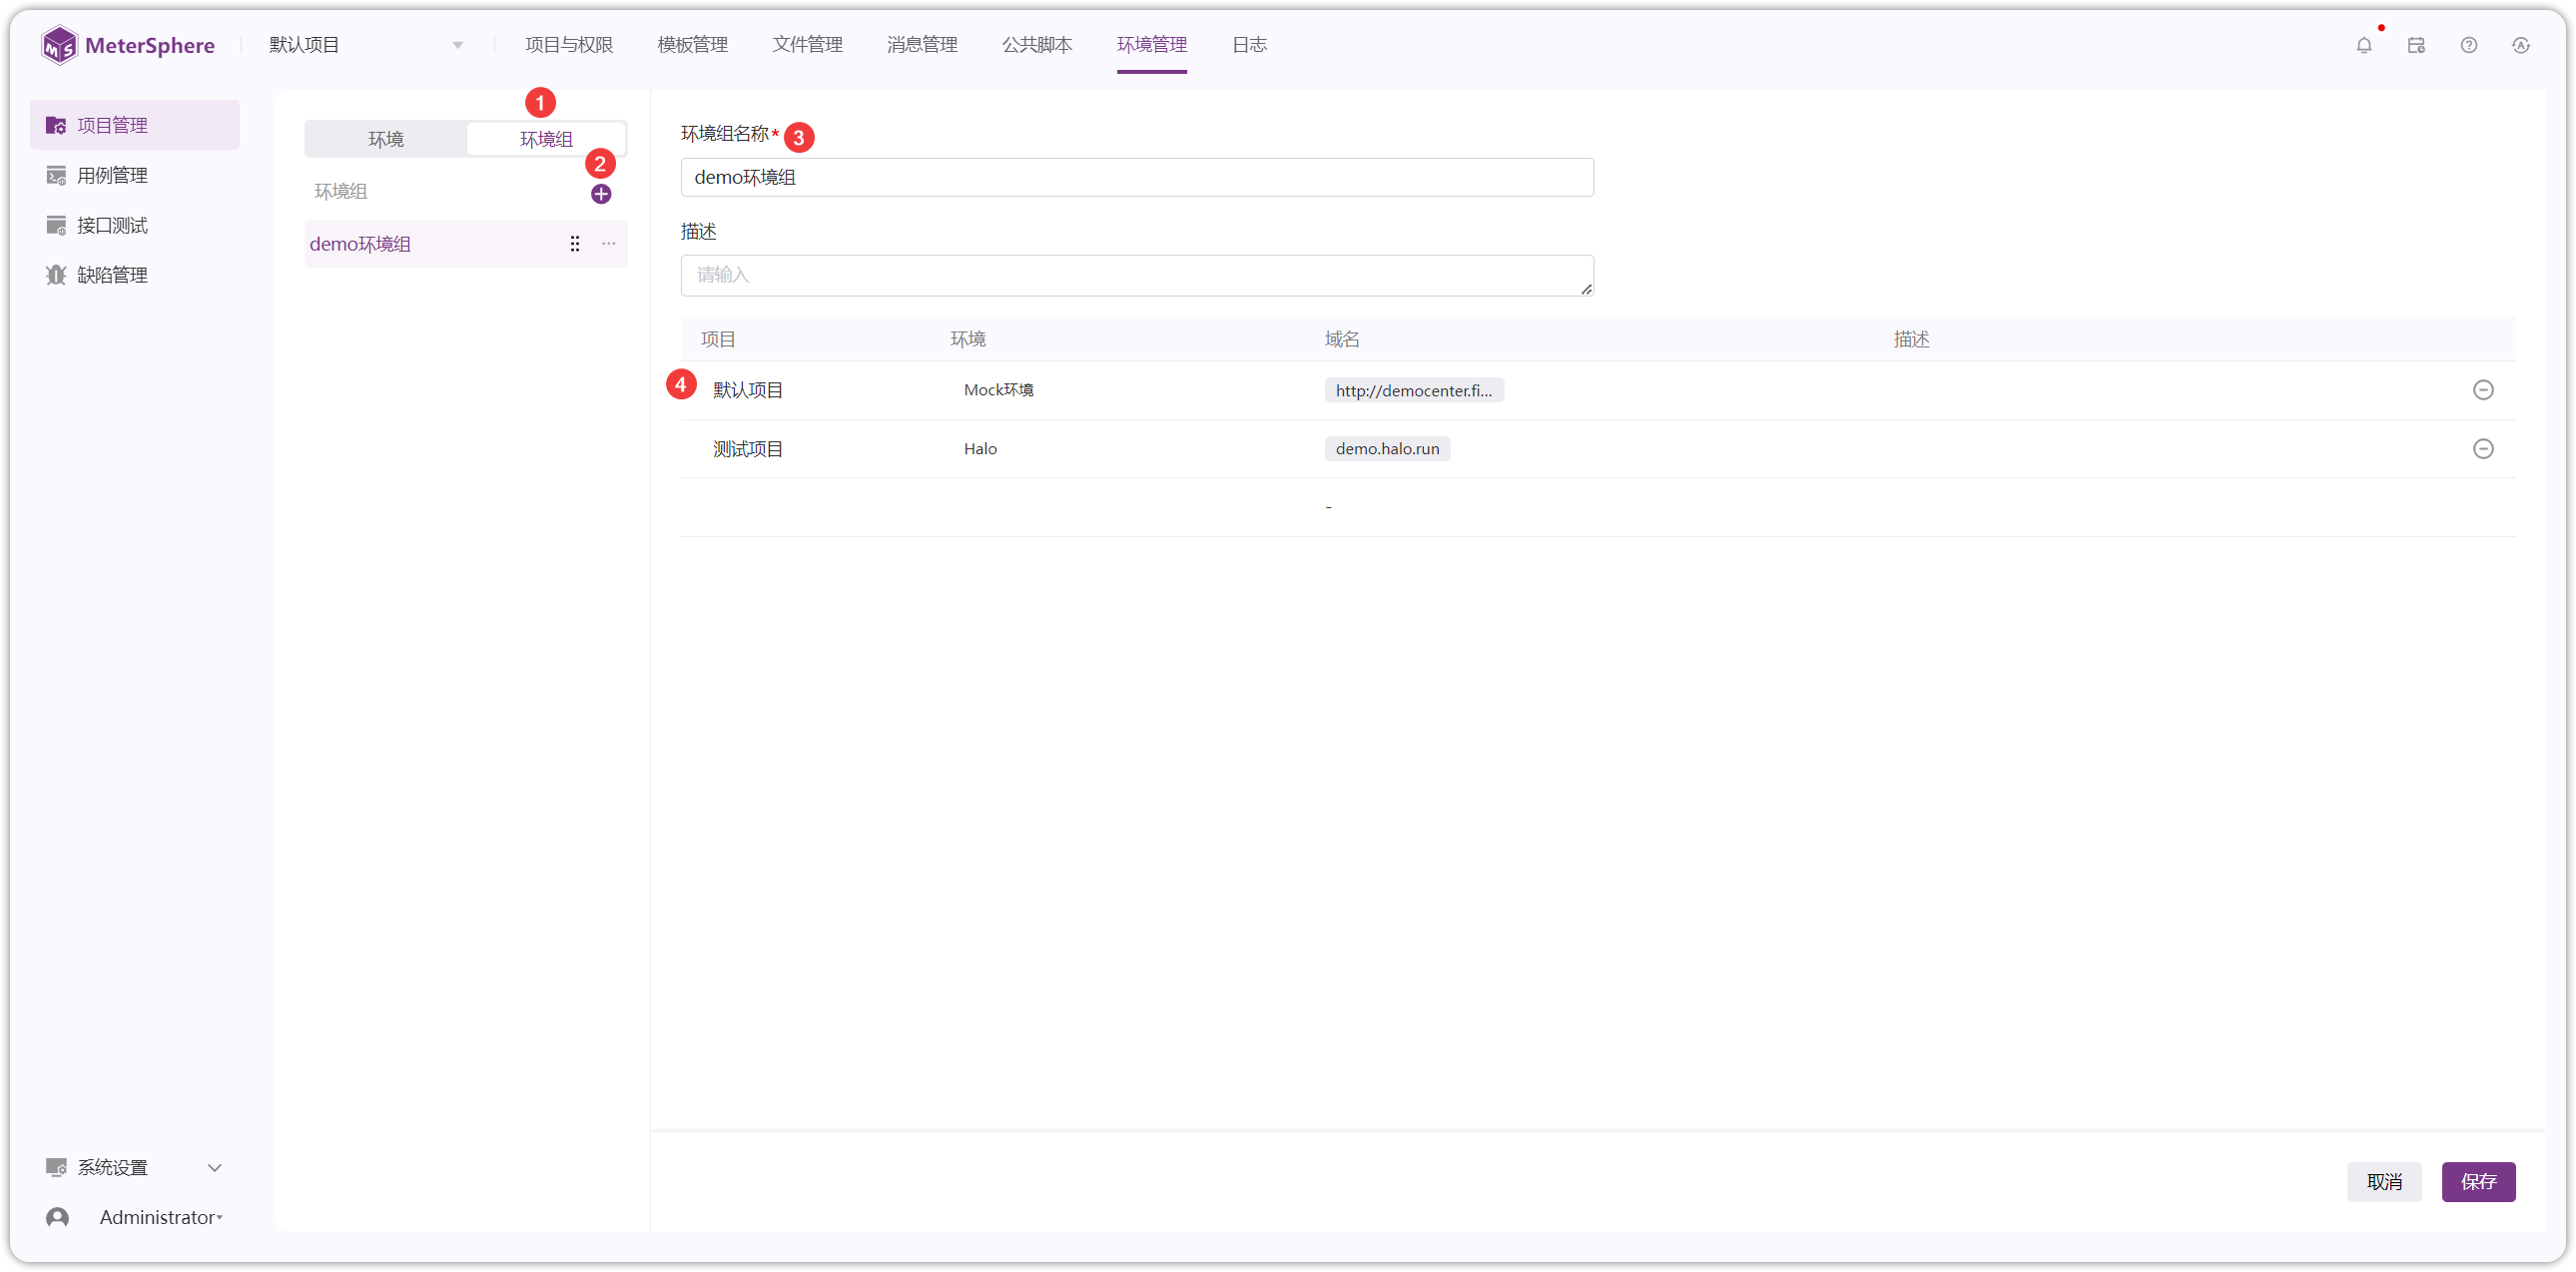 MeterSphere 默认项目 项目与权限 模板管理 文件管理 消息管理 公共脚本 环境管理 日志
项目管理
用例管理
接口测试
缺陷管理
系统设置
Administrator
1
环境 环境组
2
环境组
demo环境组
环境组名称* 3
demo环境组
描述
请输入
项目 环境 域名 描述
4 默认项目 Mock环境 http://democenter.fi...
测试项目 Halo demo.halo.run
-
取消 保存